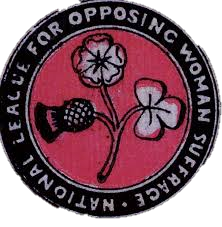 NATIONAL LEAGUE FOR OPPOSING WOMAN SUFFRAGE •